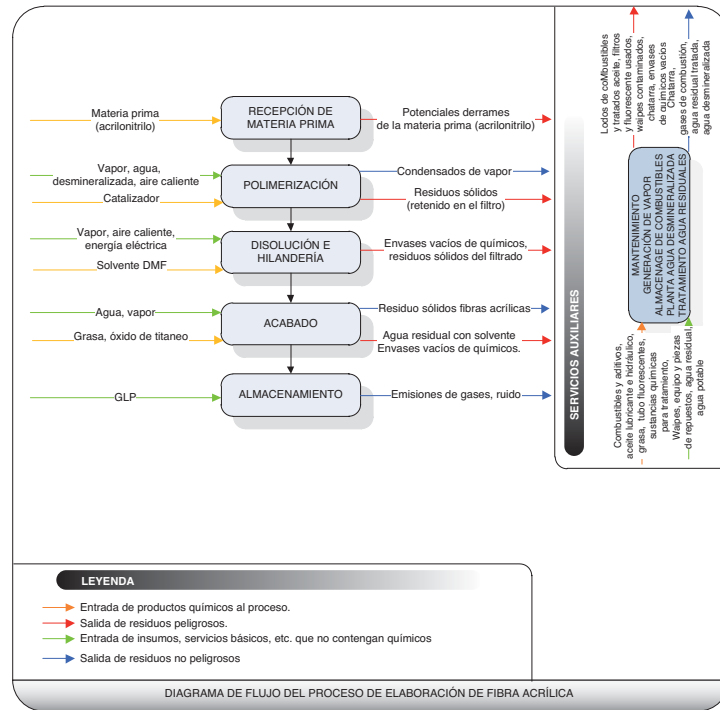 Materia prima
(acrilonitrilo)
RECEPCIÓN DE
MATERIA PRIMA
Potenciales derrames
de la materia prima (acrilonitrilo)
Vapor, agua,
desmineralizada, aire caliente
Catalizador
POLIMERIZACIÓN
Condensados de vapor
Residuos sólidos
(retenido en el filtro)
Vapor, aire caliente,
energía eléctrica
Solvente DMF
DISOLUCIÓN E
HILANDERÍA
Envases vacíos de químicos,
residuos sólidos del filtrado
Agua, vapor
Grasa, óxido de titaneo
ACABADO
Residuo sólidos fibras acrílicas
Agua residual con solvente
Envases vacíos de químicos.
GLP
ALMACENAMIENTO
Emisiones de gases, ruido
SERVICIOS AUXILIARES
Lodos de coMbustibles
y tratados aceite, filtros
y fluorescente usados,
waipes contaminados,
chatarra, envases
de químicos vacíos
Chatarra,
gases de combustión,
agua residual tratada,
agua desmineralizada
MANTENIMIENTO
GENERACIÓN DE VAPOR
ALMACENAGE DE COMBUSTIBLES
PLANTA AGUA DESMINERALIZADA
TRATAMIENTO AGUA RESIDUALES
Combustibles y aditivos,
aceite lubricante e hidráulico,
grasa, tubo fluorescentes,
sustancias químicas
para tratamiento,
Waipes, equipo y piezas
de repuestos, agua residual,
agua potable
LEYENDA
Entrada de productos químicos al proceso.
Salida de residuos peligrosos.
Entrada de insumos, servicios básicos, etc. que no contengan químicos
Salida de residuos no peligrosos
DIAGRAMA DE FLUJO DEL PROCESO DE ELABORACIÓN DE FIBRA ACRÍLICA